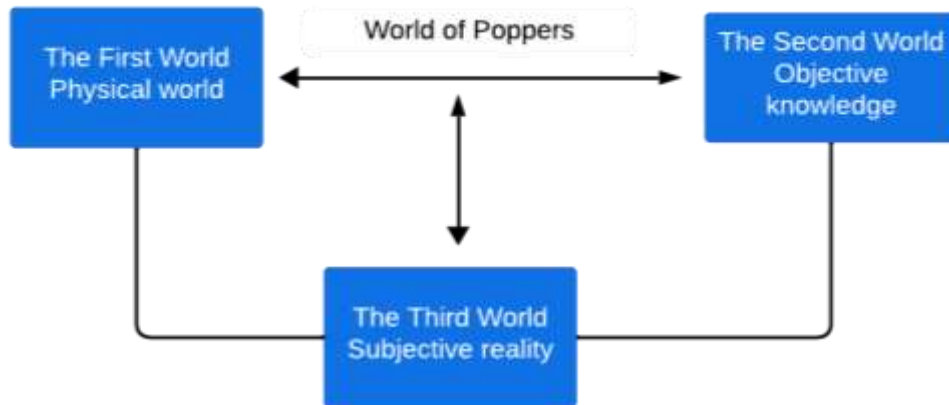 World of Poppers
The First World
Physical world
The Second World
Objective
knowledge
The Third World
Subjective reality